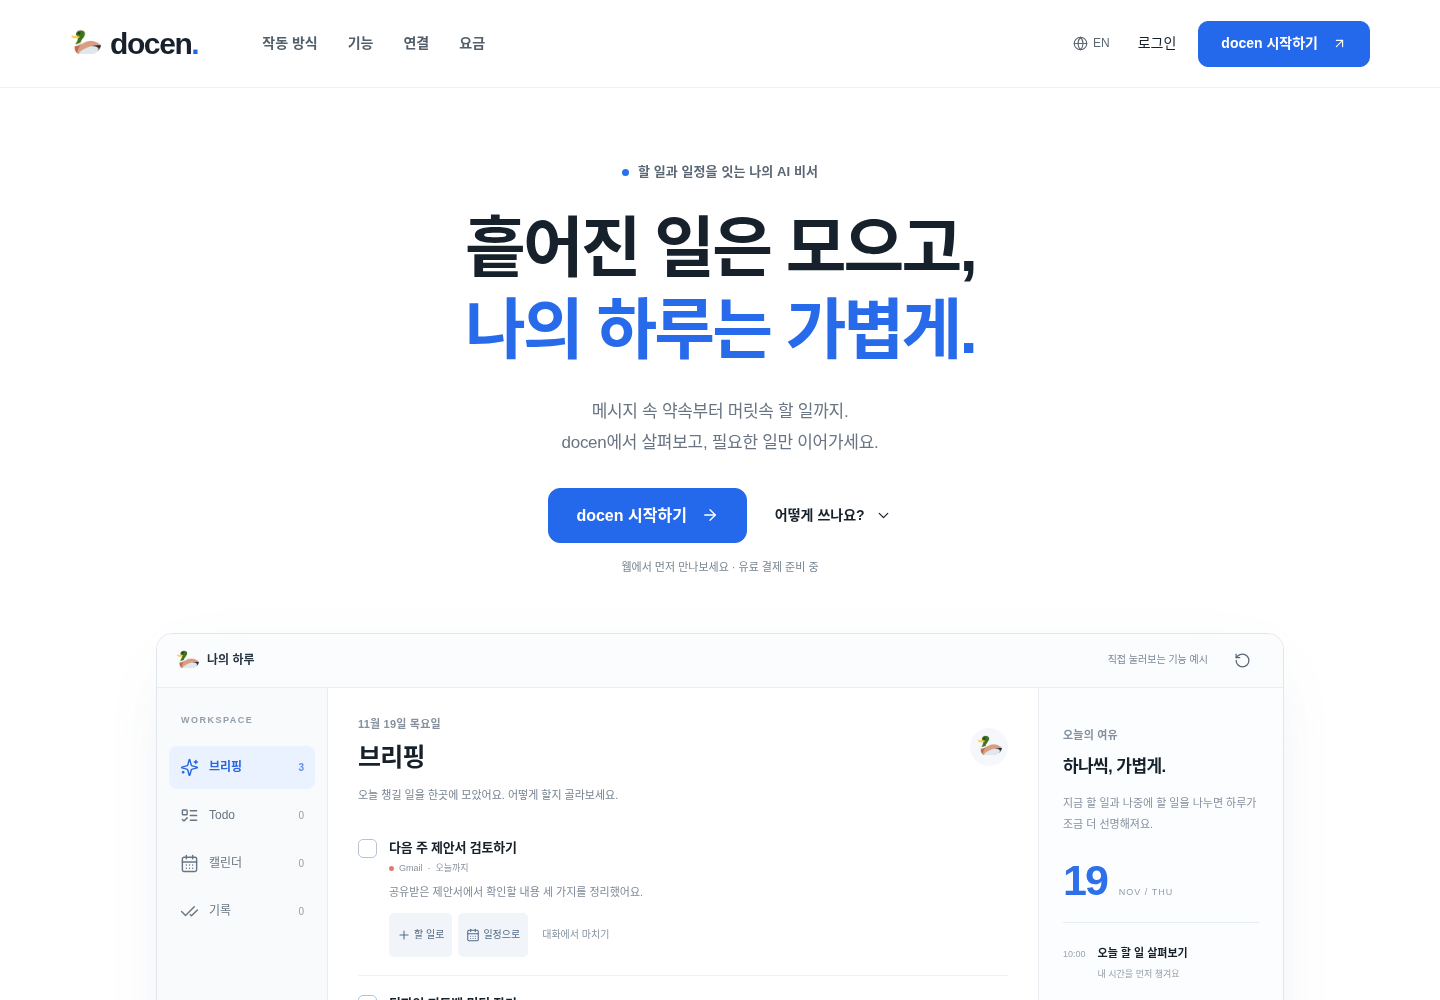 docen.
작동 방식
기능
연결
요금
EN
로그인
docen 시작하기
할 일과 일정을 잇는 나의 AI 비서
흩어진 일은 모으고,
나의 하루는 가볍게.
메시지 속 약속부터 머릿속 할 일까지.
docen에서 살펴보고, 필요한 일만 이어가세요.
docen 시작하기
어떻게 쓰나요?
웹에서 먼저 만나보세요 · 유료 결제 준비 중
나의 하루
직접 눌러보는 기능 예시
WORKSPACE
브리핑 3
Todo 0
캘린더 0
기록 0
11월 19일 목요일
브리핑
오늘 챙길 일을 한곳에 모았어요. 어떻게 할지 골라보세요.
다음 주 제안서 검토하기
Gmail · 오늘까지
공유받은 제안서에서 확인할 내용 세 가지를 정리했어요.
할 일로
일정으로
대화에서 마치기
오늘의 여유
하나씩, 가볍게.
지금 할 일과 나중에 할 일을 나누면 하루가
조금 더 선명해져요.
19 NOV / THU
10:00 오늘 할 일 살펴보기
내 시간을 먼저 챙겨요